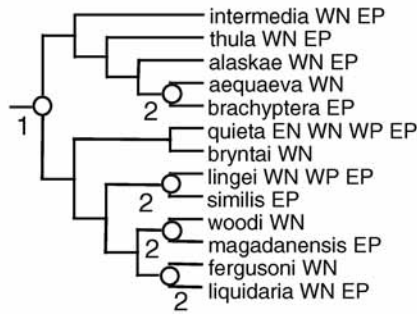 intermedia WN EP
thula WN EP
alaskae WN EP
aequaeva WN
2 brachyptera EP
1 quieta EN WN WP EP
bryntai WN
lingei WN WP EP
2 similis EP
woodi WN
2 magadanensis EP
fergusoni WN
2 liquidaria WN EP